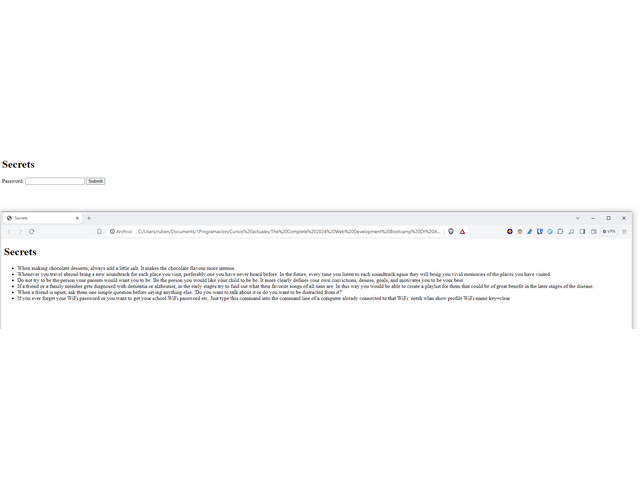 Secrets
Password: Submit
Secrets
Archivo C:/Users/ruben/Documents/1Programacion/Cursos%20actuales/The%20Complete%202024%20Web%20Development%20Bootcamp%20Dr%20A...
VPN
Secrets
When making chocolate desserts, always add a little salt. It makes the chocolate flavour more intense.
Whenever you travel abroad bring a new soundtrack for each place you visit, preferably one you have never heard before. In the future, every time you listen to each soundtrack again they will bring you vivid memories of the places you have visited.
Do not try to be the person your parents would want you to be. Be the person you would like your child to be. It more clearly defines your own convictions, desires, goals, and motivates you to be your best.
If a friend or a family member gets diagnosed with dementia or alzheimer, in the early stages try to find out what their favorite songs of all time are. In this way you would be able to create a playlist for them that could be of great benefit in the later stages of the disease.
When a friend is upset, ask them one simple question before saying anything else: 'Do you want to talk about it or do you want to be distracted from it?'
If you ever forget your WiFi password or you want to get your school WiFi password etc. Just type this command into the command line of a computer already connected to that WiFi: netsh wlan show profile WiFi-name key=clear